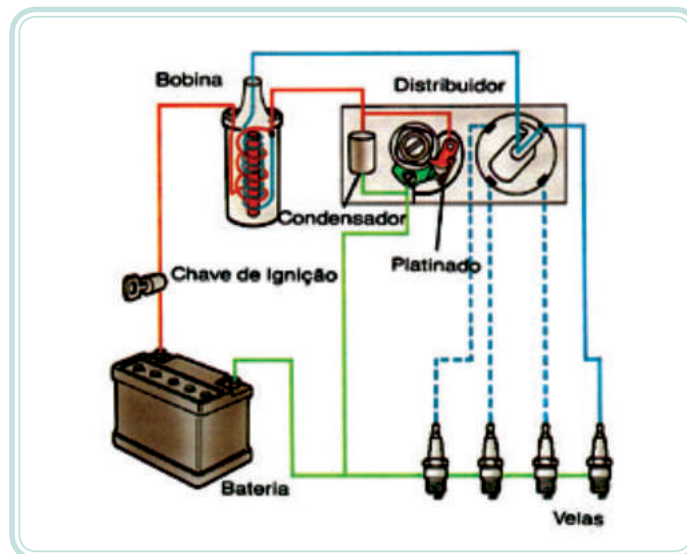 Bobina
Distribuidor
Condensador
Platinado
Chave de Ignição
Bateria
Velas